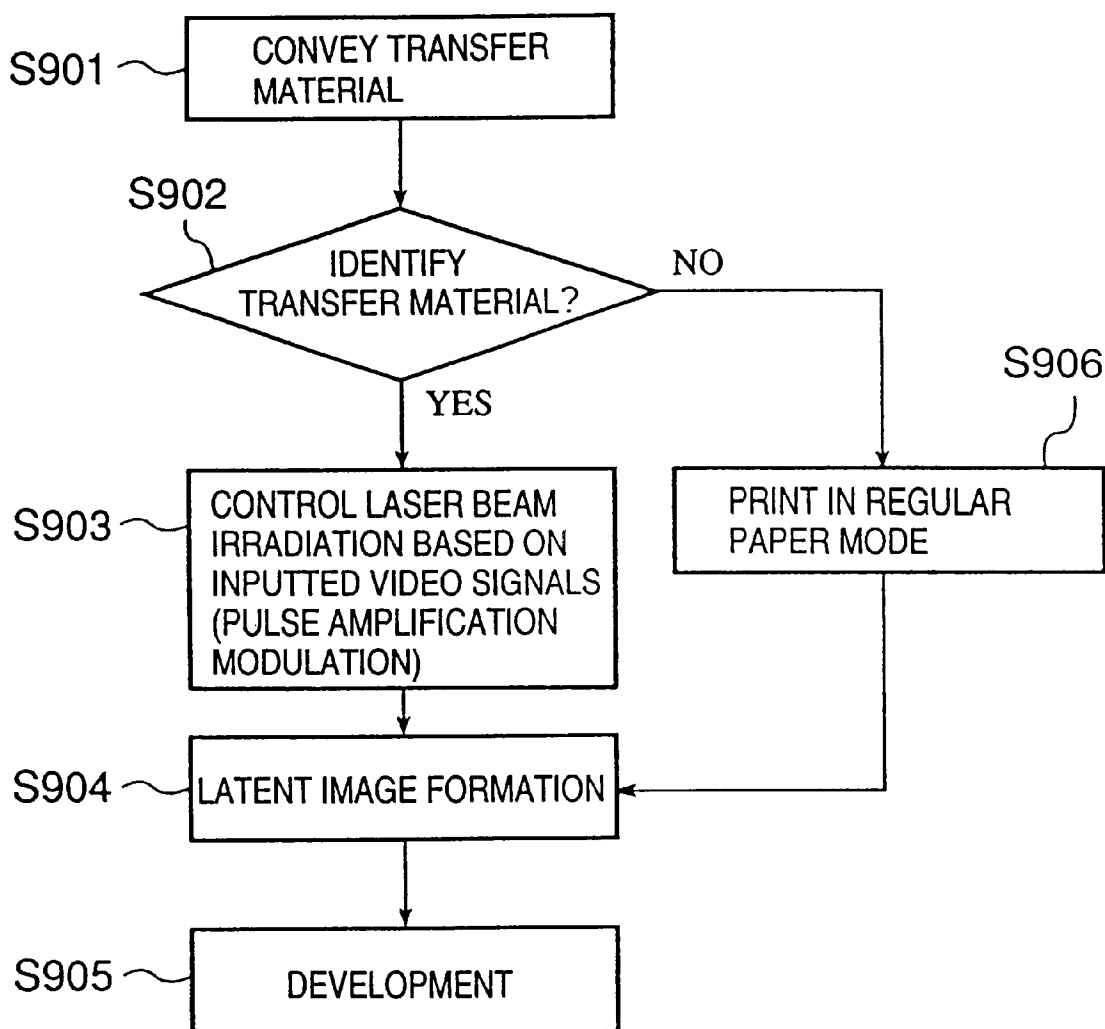 S901
CONVEY TRANSFER
MATERIAL
S902
IDENTIFY
TRANSFER MATERIAL?
NO
YES
S906
S903
CONTROL LASER BEAM
IRRADIATION BASED ON
INPUTTED VIDEO SIGNALS
(PULSE AMPLIFICATION
MODULATION)
PRINT IN REGULAR
PAPER MODE
S904
LATENT IMAGE FORMATION
S905
DEVELOPMENT